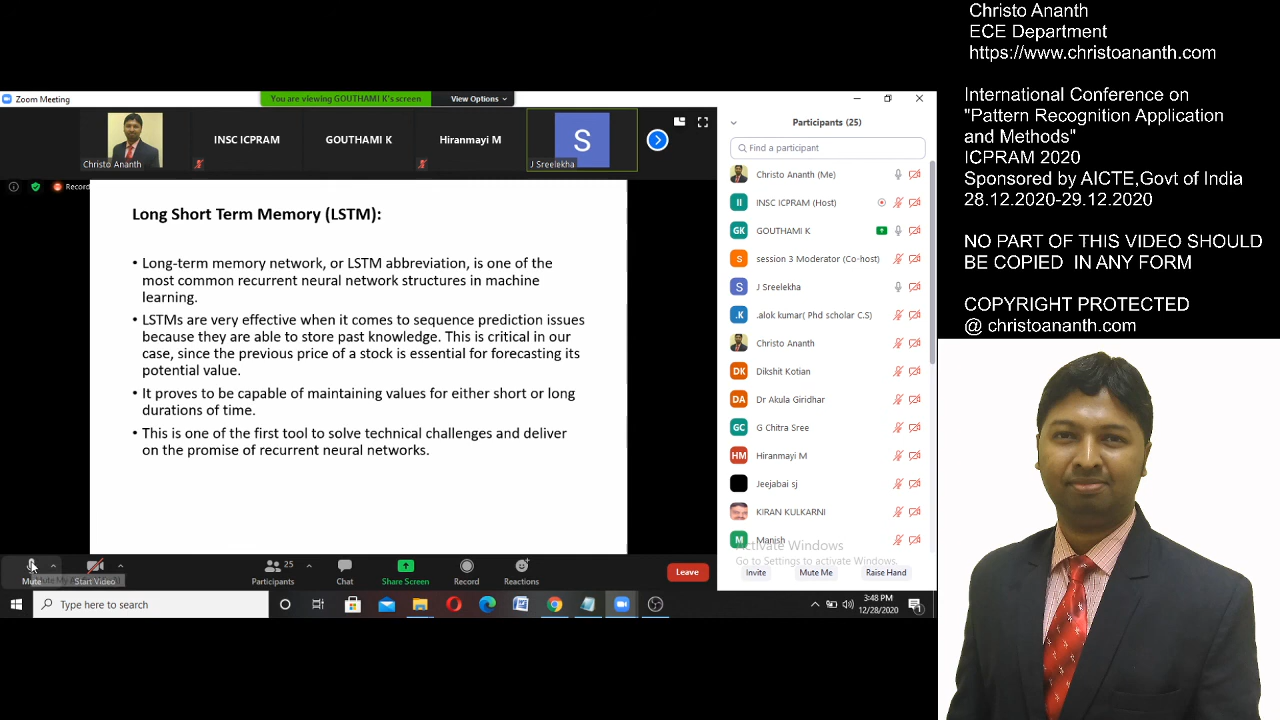 Christo Ananth
ECE Department
https://www.christoananth.com
International Conference on
"Pattern Recognition Application
and Methods"
ICPRAM 2020
Sponsored by AICTE,Govt of India
28.12.2020-29.12.2020
NO PART OF THIS VIDEO SHOULD
BE COPIED IN ANY FORM
COPYRIGHT PROTECTED
@ christoananth.com
Zoom Meeting
You are viewing GOUTHAMI K's screen
View Options
Christo Ananth
INSC ICPRAM
GOUTHAMI K
Hiranmayi M
S
J Sreelekha
Record
Long Short Term Memory (LSTM):
• Long-term memory network, or LSTM abbreviation, is one of the
most common recurrent neural network structures in machine
learning.
• LSTMs are very effective when it comes to sequence prediction issues
because they are able to store past knowledge. This is critical in our
case, since the previous price of a stock is essential for forecasting its
potential value.
• It proves to be capable of maintaining values for either short or long
durations of time.
• This is one of the first tool to solve technical challenges and deliver
on the promise of recurrent neural networks.
Participants (25)
Find a participant
Christo Ananth (Me)
II INSC ICPRAM (Host)
GK GOUTHAMI K
S session 3 Moderator (Co-host)
S J Sreelekha
.K .alok kumar( Phd scholar C.S)
Christo Ananth
DK Dikshit Kotian
DA Dr Akula Giridhar
GC G Chitra Sree
HM Hiranmayi M
Jeejabai sj
KIRAN KULKARNI
M Manish
Activate Windows
Go to Settings to activate Windows.
Invite
Mute Me
Raise Hand
Mute
Start Video
25
Participants
Chat
Share Screen
Record
Reactions
Leave
Type here to search
3:48 PM
12/28/2020
1